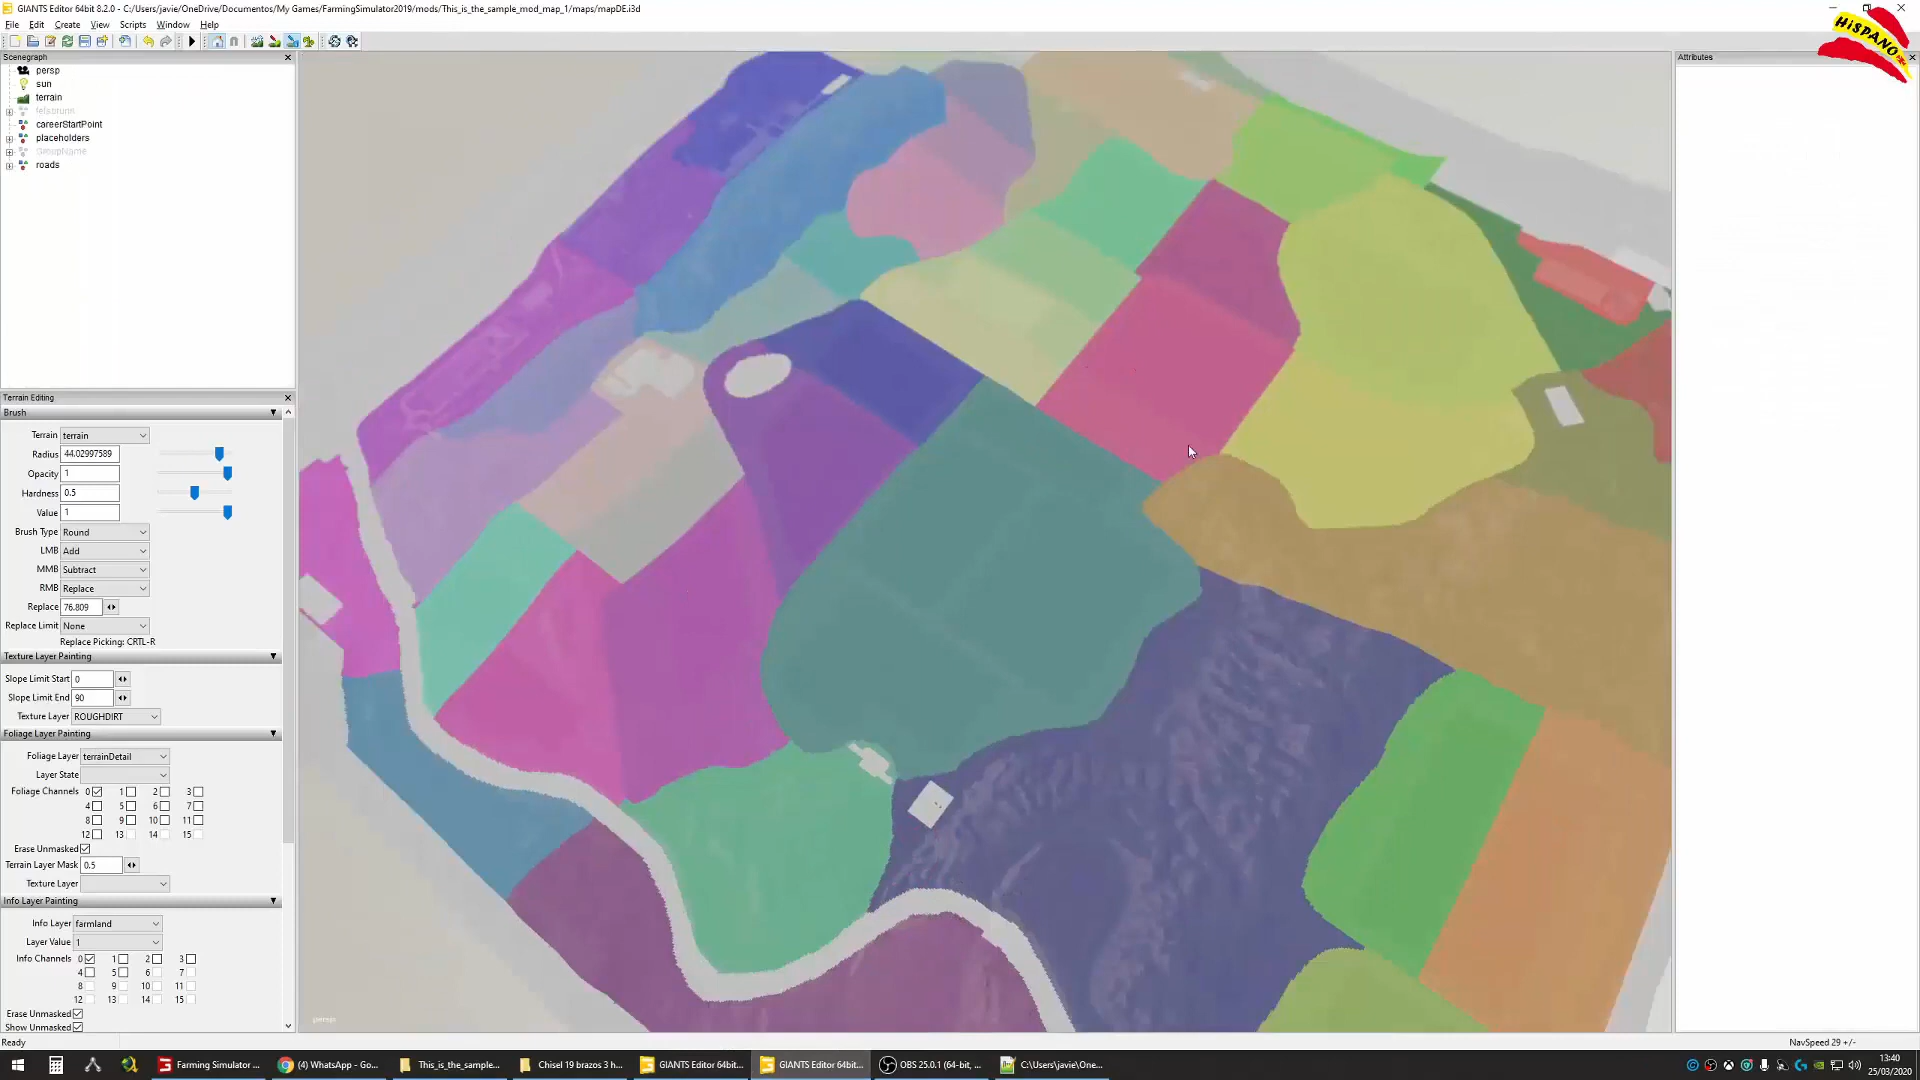 GIANTS Editor 64bit 8.2.0 - C:/Users/javie/OneDrive/Documentos/My Games/FarmingSimulator2019/mods/This_is_the_sample_mod_map_1/maps/mapDE.i3d
HISPANO
File Edit Create View Scripts Window Help
Scenegraph
Attributes
persp
sun
terrain
felsbrunn
careerStartPoint
placeholders
GroupName
roads
Terrain Editing
Brush
Terrain terrain
Radius 44.02997589
Opacity 1
Hardness 0.5
Value 1
Brush Type Round
LMB Add
MMB Subtract
RMB Replace
Replace 76.809
Replace Limit None
Replace Picking: CRTL-R
Texture Layer Painting
Slope Limit Start 0
Slope Limit End 90
Texture Layer ROUGHDIRT
Foliage Layer Painting
Foliage Layer terrainDetail
Layer State
Foliage Channels 0 1 2 3
4 5 6 7
8 9 10 11
12 13 14 15
Erase Unmasked
Terrain Layer Mask 0.5
Texture Layer
Info Layer Painting
Info Layer farmland
Layer Value 1
Info Channels 0 1 2 3
4 5 6 7
8 9 10 11
12 13 14 15
Erase Unmasked
Show Unmasked
persp
Ready
NavSpeed 29 +/-
Farming Simulator ...
(4) WhatsApp - Go...
This_is_the_sample...
Chisel 19 brazos 3 h...
GIANTS Editor 64bit...
GIANTS Editor 64bit...
OBS 25.0.1 (64-bit, ...
C:\Users\javie\One...
13:40
25/03/2020